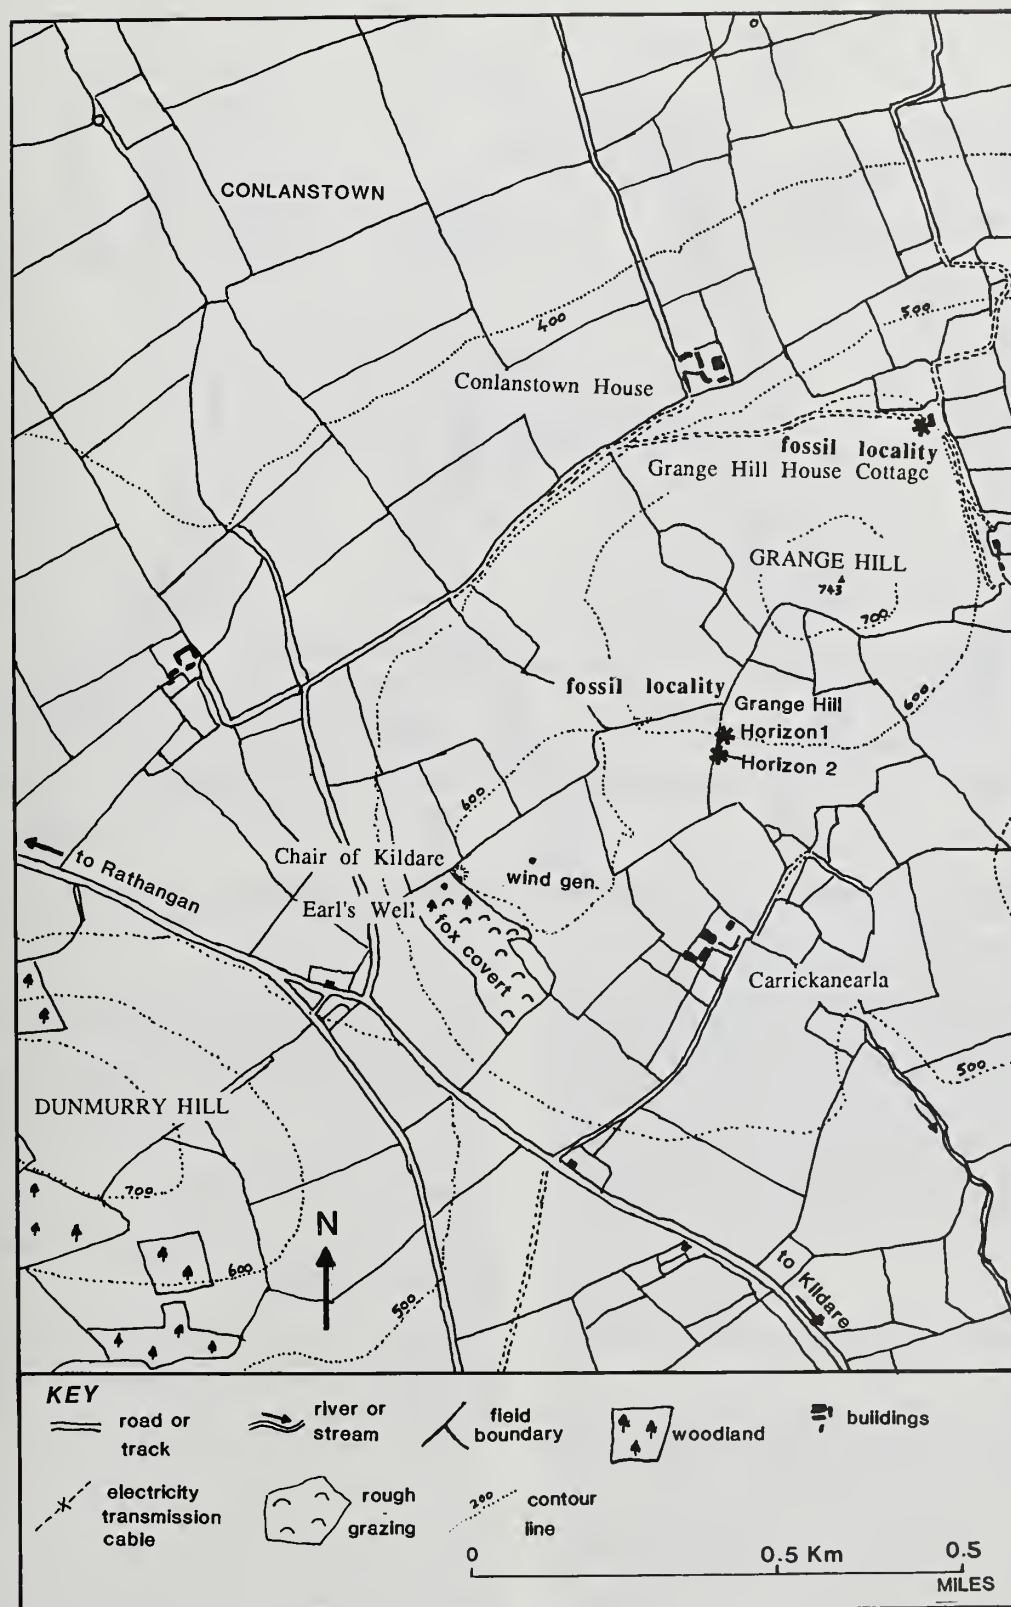 CONLANSTOWN
400
500
Conlanstown House
fossil locality
Grange Hill House Cottage
GRANGE HILL
743
700
fossil locality
Grange Hill
Horizon 1
Horizon 2
600
600
Chair of Kildare
wind gen.
to Rathangan
Earl's Well
fox covert
Carrickanearla
500
DUNMURRY HILL
700
N
600
500
to Kildare
KEY
road or
track
river or
stream
field
boundary
woodland
buildings
electricity
transmission
cable
rough
grazing
200
contour
line
0
0.5 Km
0.5
MILES